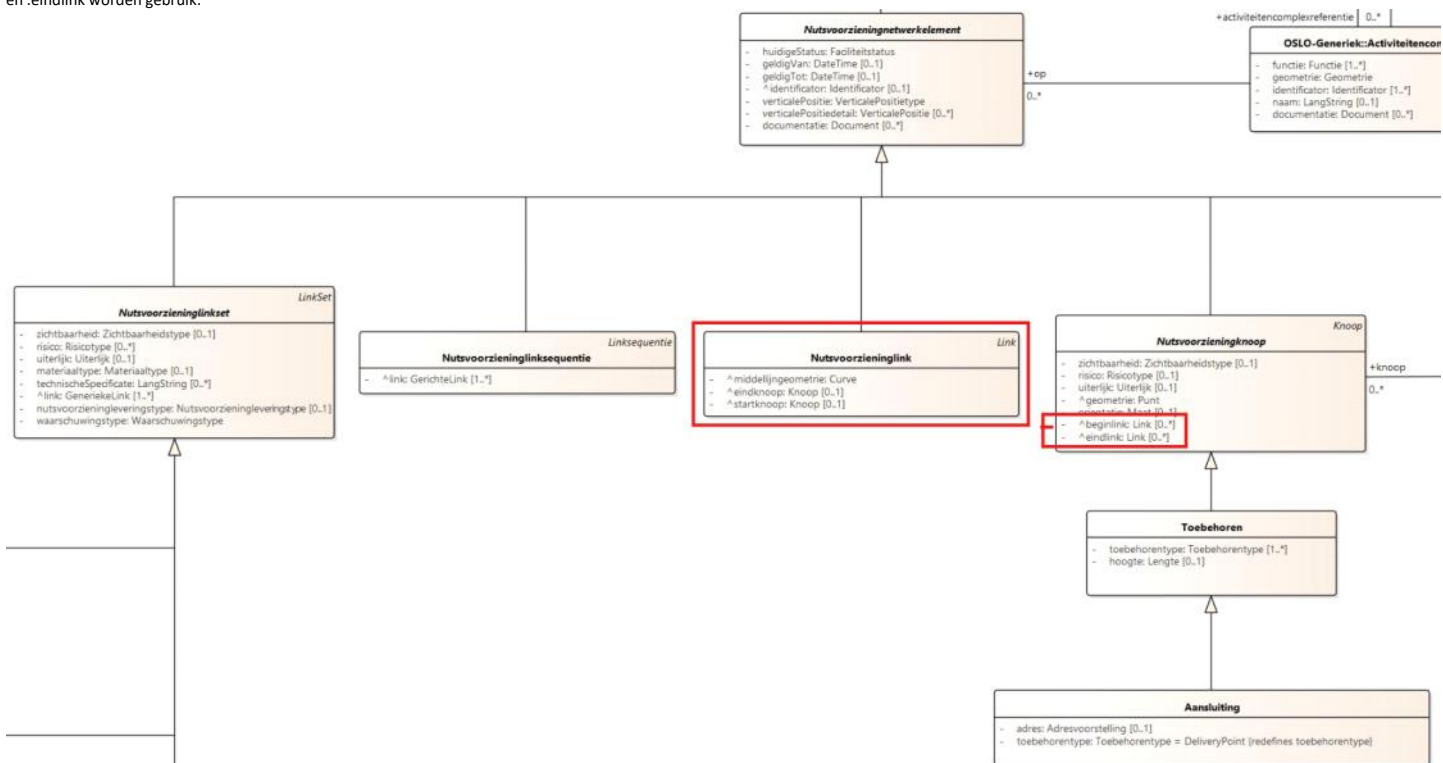 en .eindlink worden gebruik.
+activiteitencomplexreferentie 0..*
Nutsvoorzieningnetwerkelement
- huidigeStatus: Faciliteitstatus
- geldigVan: DateTime [0..1]
- geldigTot: DateTime [0..1]
- ^identificator: Identificator [0..1]
- verticalePositie: VerticalePositietype
- verticalePositiedetail: VerticalePositie [0..*]
- documentatie: Document [0..*]
+op
0..*
OSLO-Generiek::Activiteitencon
- functie: Functie [1..*]
- geometrie: Geometrie
- identificator: Identificator [1..*]
- naam: LangString [0..1]
- documentatie: Document [0..*]
LinkSet
Nutsvoorzieninglinkset
- zichtbaarheid: Zichtbaarheidstype [0..1]
- risico: Risicotype [0..*]
- uiterlijk: Uiterlijk [0..1]
- materiaaltype: Materiaaltype [0..1]
- technischeSpecificate: LangString [0..*]
- ^link: GeneriekeLink [1..*]
- nutsvoorzieningleveringstype: Nutsvoorzieningleveringstype [0..1]
- waarschuwingstype: Waarschuwingstype
Linksequentie
Nutsvoorzieninglinksequentie
- ^link: GerichteLink [1..*]
Link
Nutsvoorzieninglink
- ^middellijngeometrie: Curve
- ^eindknoop: Knoop [0..1]
- ^startknoop: Knoop [0..1]
Knoop
Nutsvoorzieningknoop
- zichtbaarheid: Zichtbaarheidstype [0..1]
- risico: Risicotype [0..1]
- uiterlijk: Uiterlijk [0..1]
- ^geometrie: Punt
- orientatie: Maat [0..1]
- ^beginlink: Link [0..*]
- ^eindlink: Link [0..*]
+knoop
0..*
Toebehoren
- toebehorentype: Toebehorentype [1..*]
- hoogte: Lengte [0..1]
Aansluiting
- adres: Adresvoorstelling [0..1]
- toebehorentype: Toebehorentype = DeliveryPoint {redefines toebehorentype}